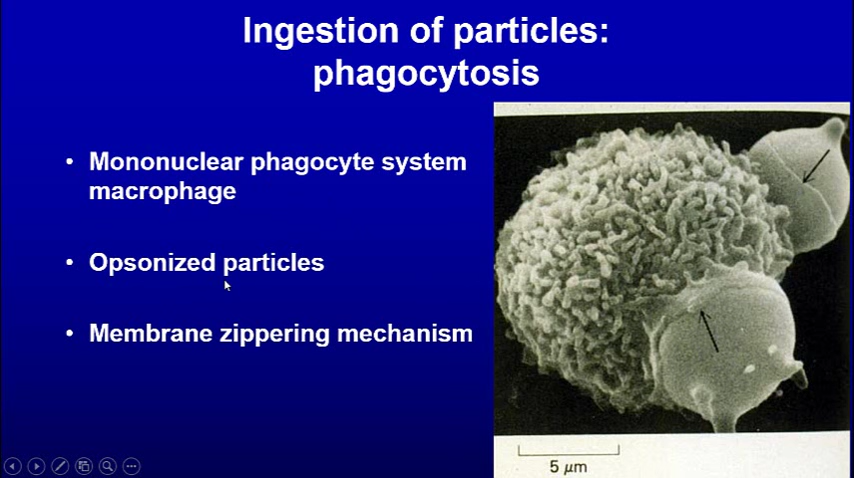 Ingestion of particles:
phagocytosis
• Mononuclear phagocyte system
macrophage
• Opsonized particles
• Membrane zippering mechanism
5 μm